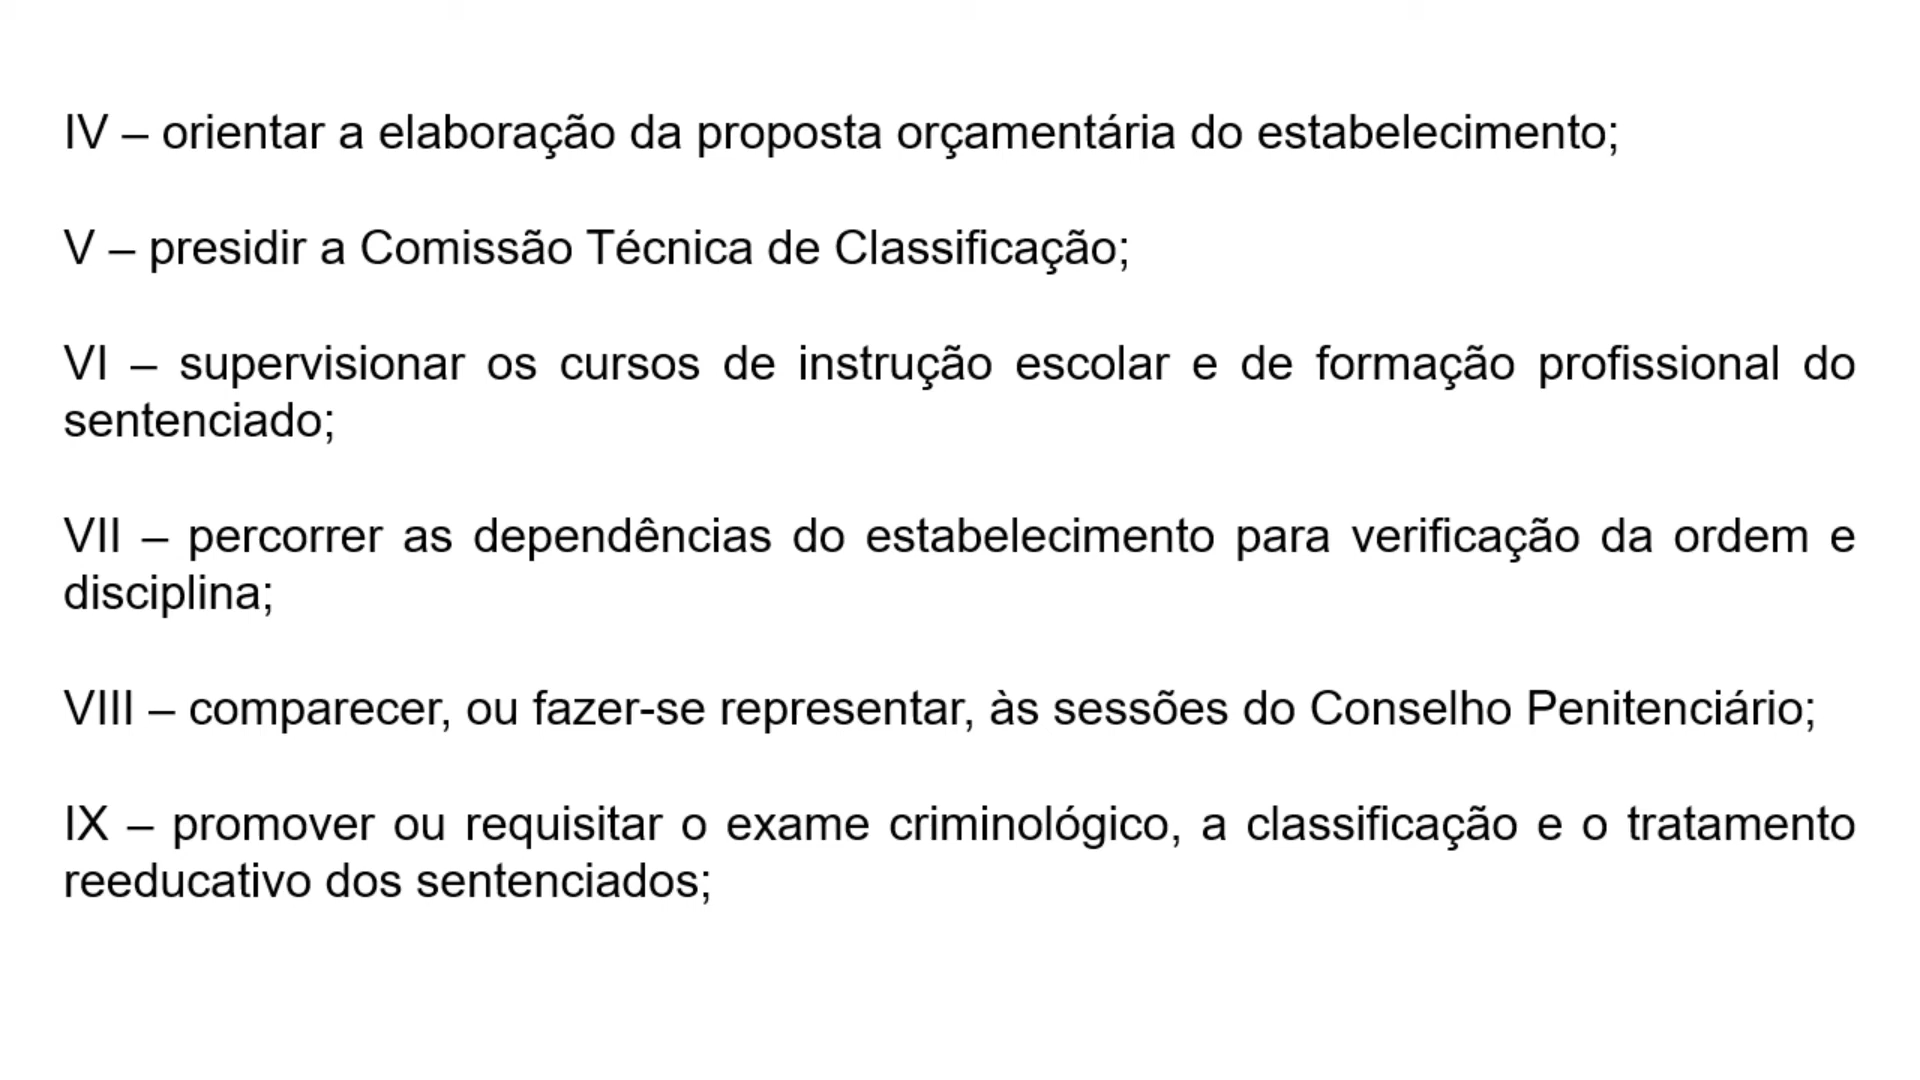 IV – orientar a elaboração da proposta orçamentária do estabelecimento;
V – presidir a Comissão Técnica de Classificação;
VI – supervisionar os cursos de instrução escolar e de formação profissional do
sentenciado;
VII – percorrer as dependências do estabelecimento para verificação da ordem e
disciplina;
VIII – comparecer, ou fazer-se representar, às sessões do Conselho Penitenciário;
IX – promover ou requisitar o exame criminológico, a classificação e o tratamento
reeducativo dos sentenciados;